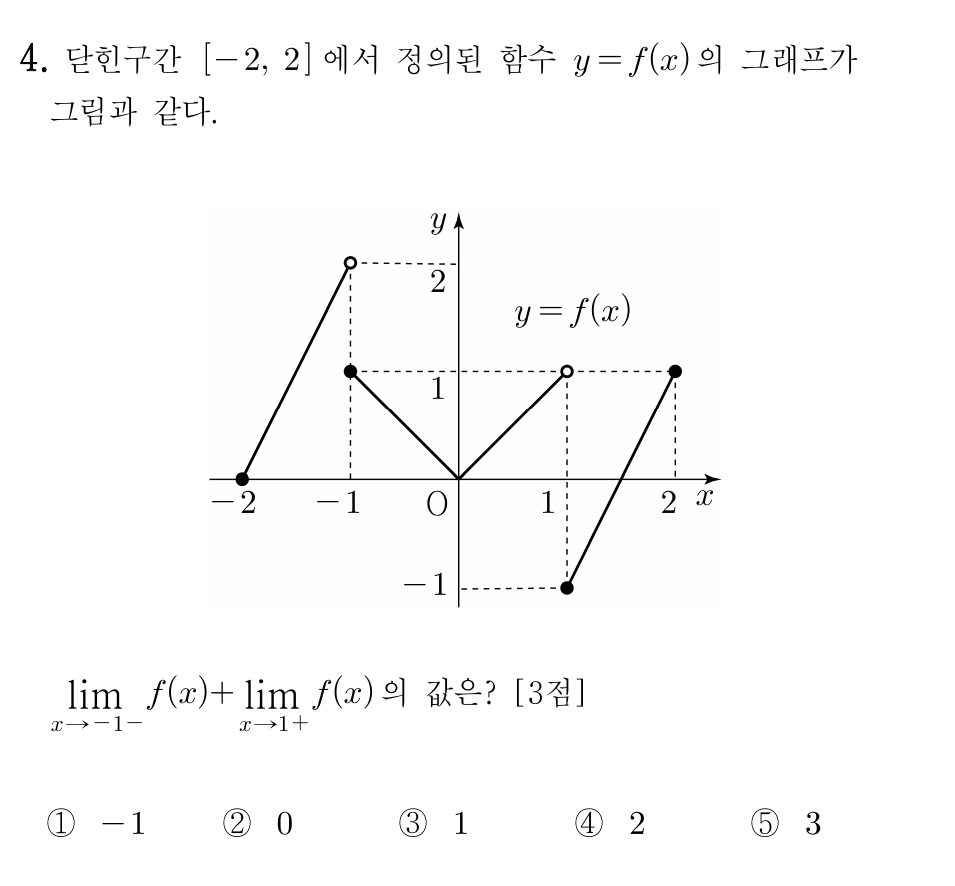 4. 닫힌구간 [-2, 2]에서 정의된 함수 y=f(x)의 그래프가
그림과 같다.
y
2
y=f(x)
1
-2 -1 O 1 2 x
-1
lim f(x)+ lim f(x)의 값은? [3점]
x→-1- x→1+
① -1 ② 0 ③ 1 ④ 2 ⑤ 3